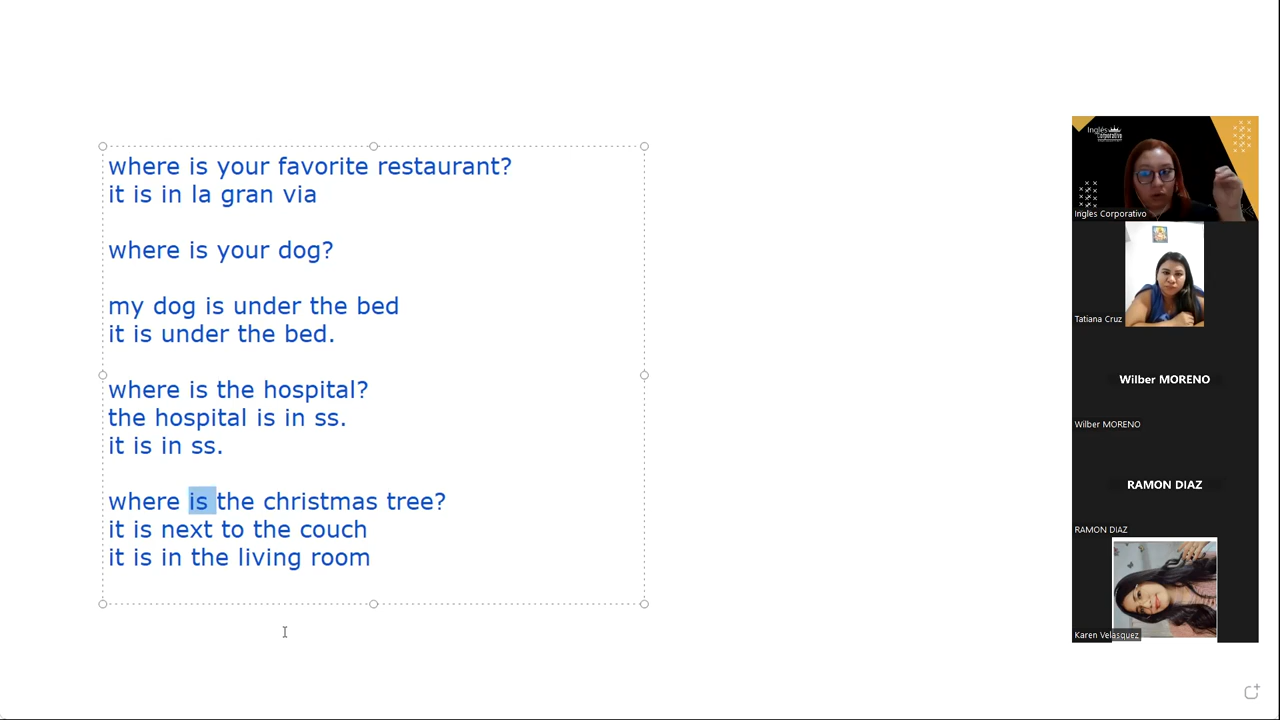 where is your favorite restaurant?
it is in la gran via
where is your dog?
my dog is under the bed
it is under the bed.
where is the hospital?
the hospital is in ss.
it is in ss.
where is the christmas tree?
it is next to the couch
it is in the living room
Inglés
Corporativo
Ingles Corporativo
Tatiana Cruz
Wilber MORENO
Wilber MORENO
RAMON DIAZ
RAMON DIAZ
Karen Velasquez